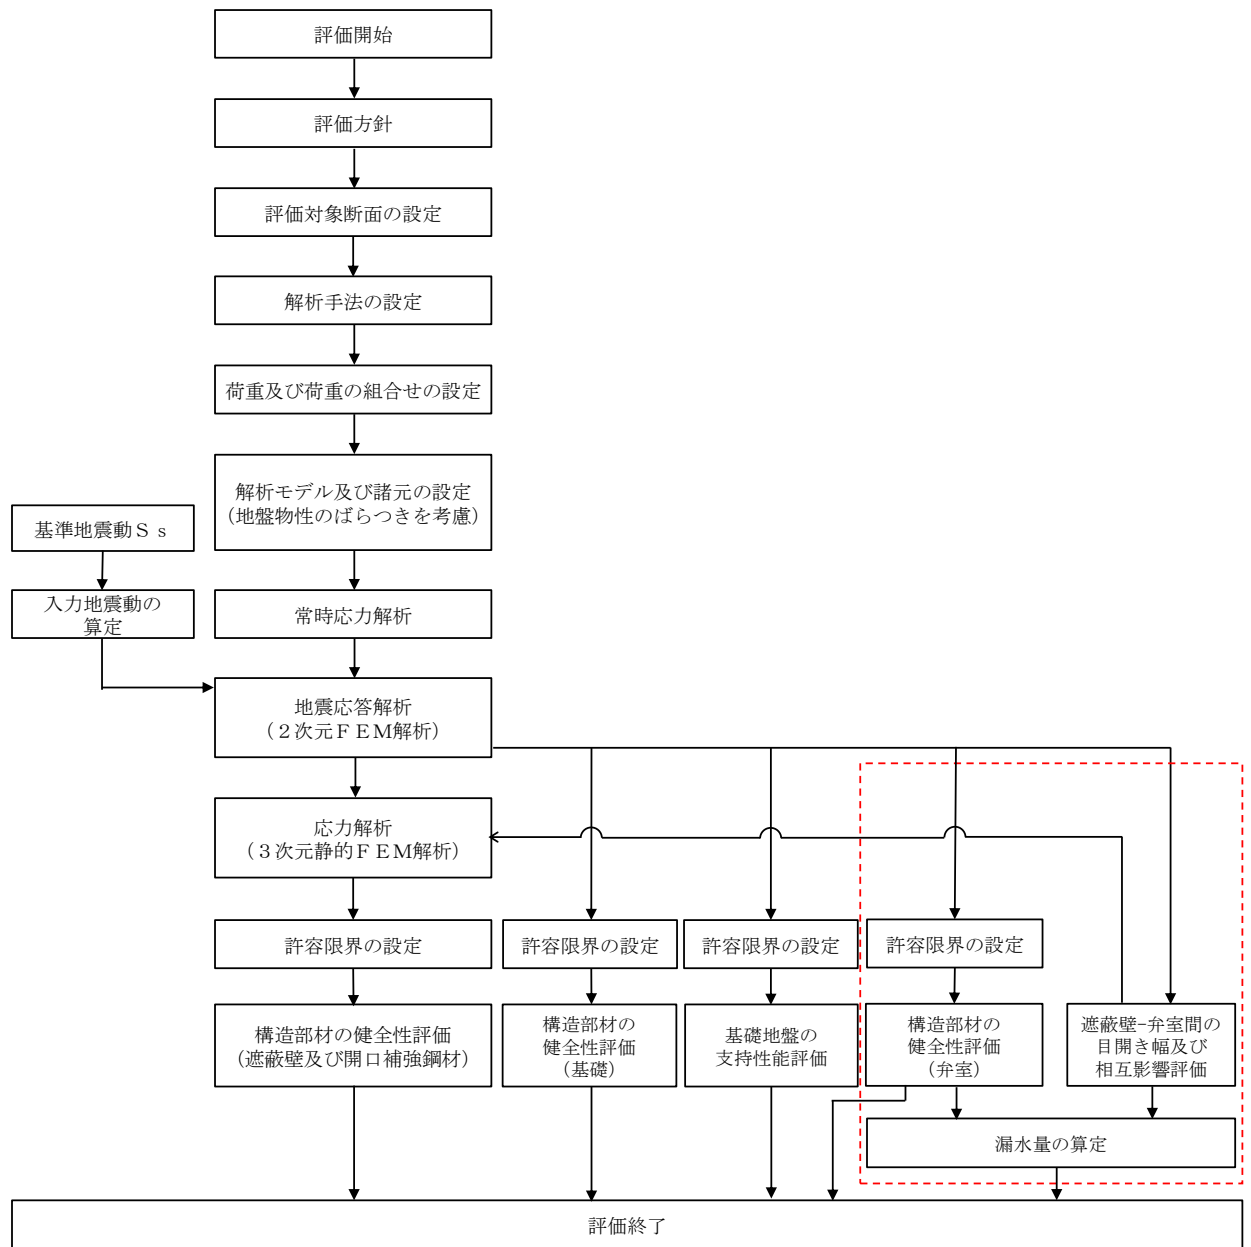 評価開始
評価方針
評価対象断面の設定
解析手法の設定
荷重及び荷重の組合せの設定
解析モデル及び諸元の設定
(地盤物性のばらつきを考慮)
基準地震動Ｓｓ
入力地震動の
算定
常時応力解析
地震応答解析
（２次元ＦＥＭ解析）
応力解析
（３次元静的ＦＥＭ解析）
許容限界の設定
許容限界の設定
許容限界の設定
許容限界の設定
構造部材の健全性評価
(遮蔽壁及び開口補強鋼材)
構造部材の
健全性評価
(基礎)
基礎地盤の
支持性能評価
構造部材の
健全性評価
(弁室)
遮蔽壁-弁室間の
目開き幅及び
相互影響評価
漏水量の算定
評価終了